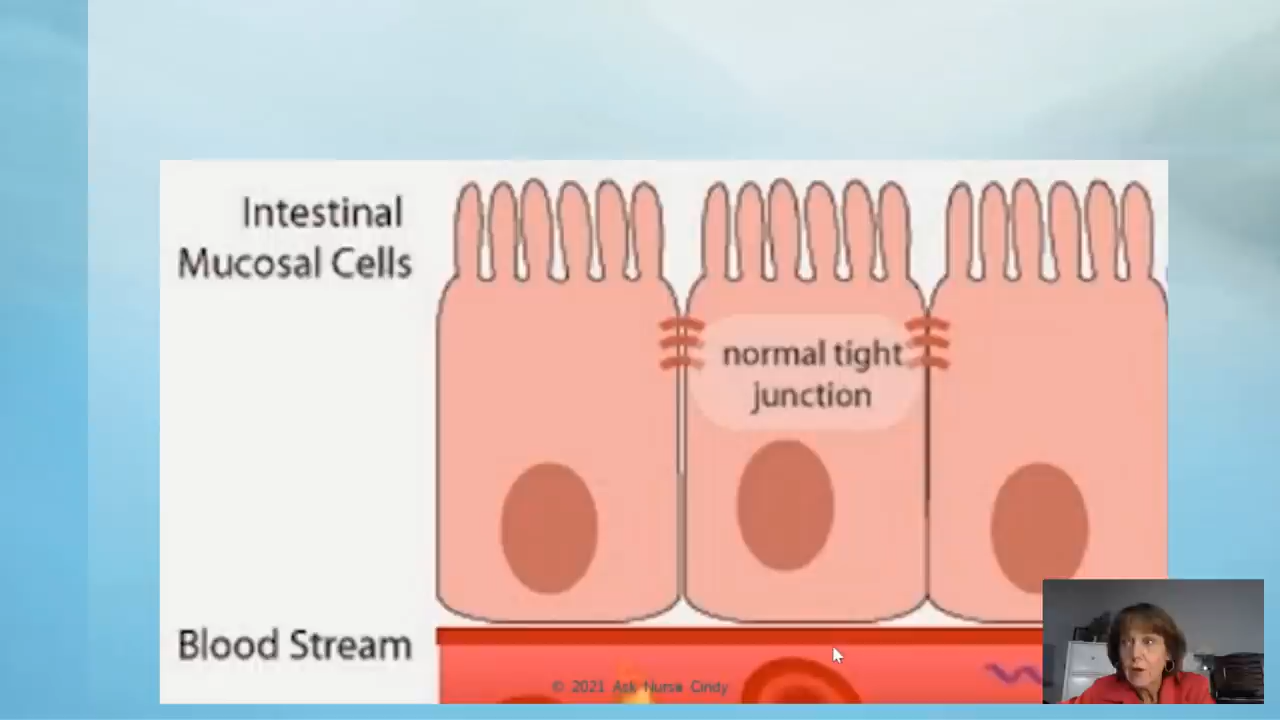 Intestinal
Mucosal Cells
normal tight
junction
Blood Stream
© 2021 Ask Nurse Cindy